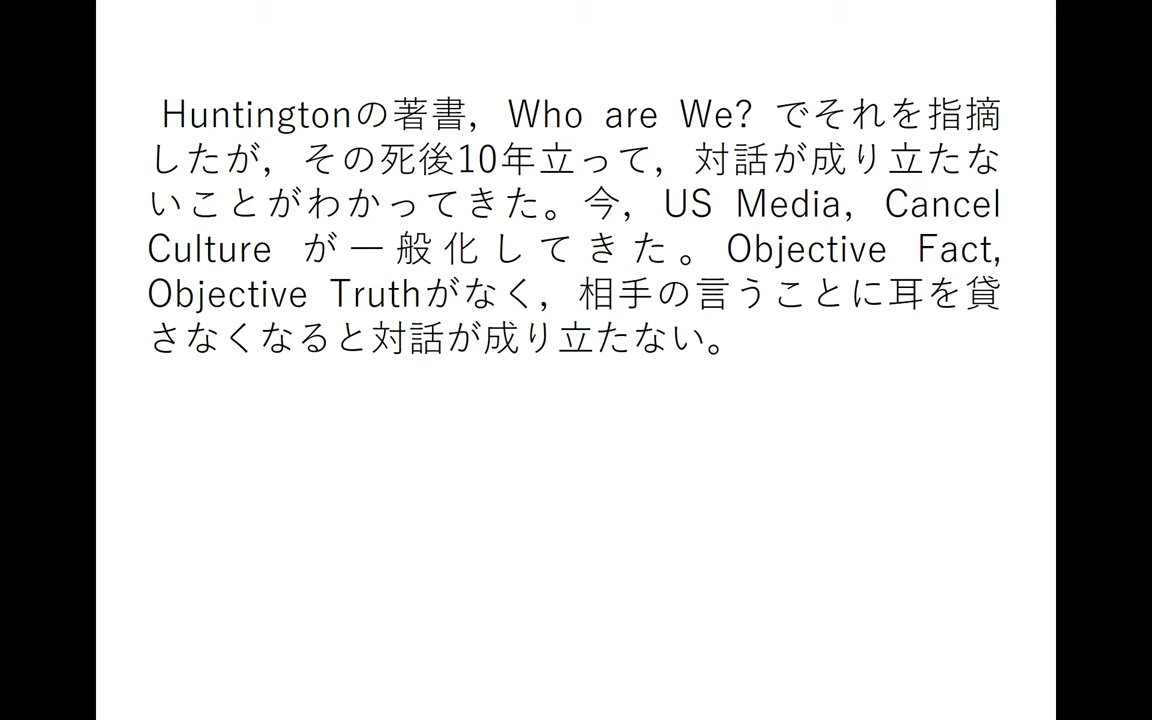 Huntingtonの著書，Who are We? でそれを指摘
したが，その死後10年立って，対話が成り立たな
いことがわかってきた。今，US Media，Cancel
Culture が一般化してきた。Objective Fact,
Objective Truthがなく，相手の言うことに耳を貸
さなくなると対話が成り立たない。